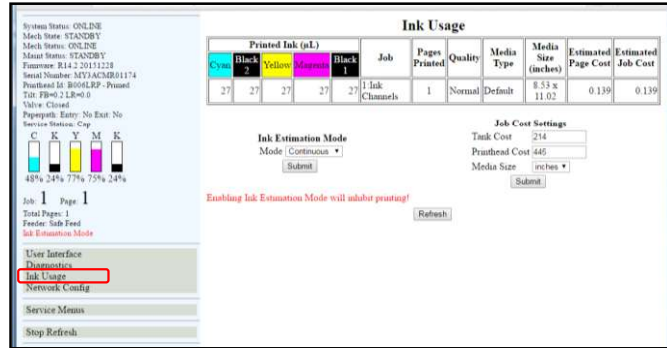 System Status: ONLINE
Mech State: STANDBY
Mech Status: ONLINE
Maint Status: STANDBY
Firmware: R14.2 20151228
Serial Number: MY3ACMR01174
Printhead Id: B006LRP - Primed
Tilt: FB=0.2 LR=0.0
Valve: Closed
Paperpath: Entry: No Exit: No
Service Station: Cap
C K Y M K
48% 24% 77% 75% 24%
Job: 1 Page: 1
Total Pages: 1
Feeder: Safe Feed
Ink Estimation Mode
User Interface
Diagnostics
Ink Usage
Network Config
Service Menus
Stop Refresh
Ink Usage
Printed Ink (µL) Job Pages Printed Quality Media Type Media Size (inches) Estimated Page Cost Estimated Job Cost
Cyan Black 2 Yellow Magenta Black 1
27 27 27 27 27 1 Ink Channels 1 Normal Default 8.53 x 11.02 0.139 0.139
Ink Estimation Mode
Mode Continuous
Submit
Job Cost Settings
Tank Cost 214
Printhead Cost 445
Media Size inches
Submit
Enabling Ink Estimation Mode will inhibit printing!
Refresh